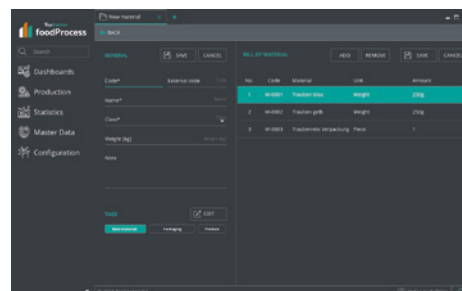 foodProcess
New material
BACK
Search
Dashboards
Production
Statistics
Master Data
Configuration
GENERAL
SAVE
CANCEL
Code*
External code
Name*
Class*
Weight (kg)
Note
TAGS
EDIT
Raw material
Packaging
Product
BILL OF MATERIAL
ADD
REMOVE
SAVE
CANCEL
No. Code Material Unit Amount
1 M-0001 Trauben blau Weight 250g
2 M-0002 Trauben gelb Weight 250g
3 M-0003 Traubenmix Verpackung Piece 1